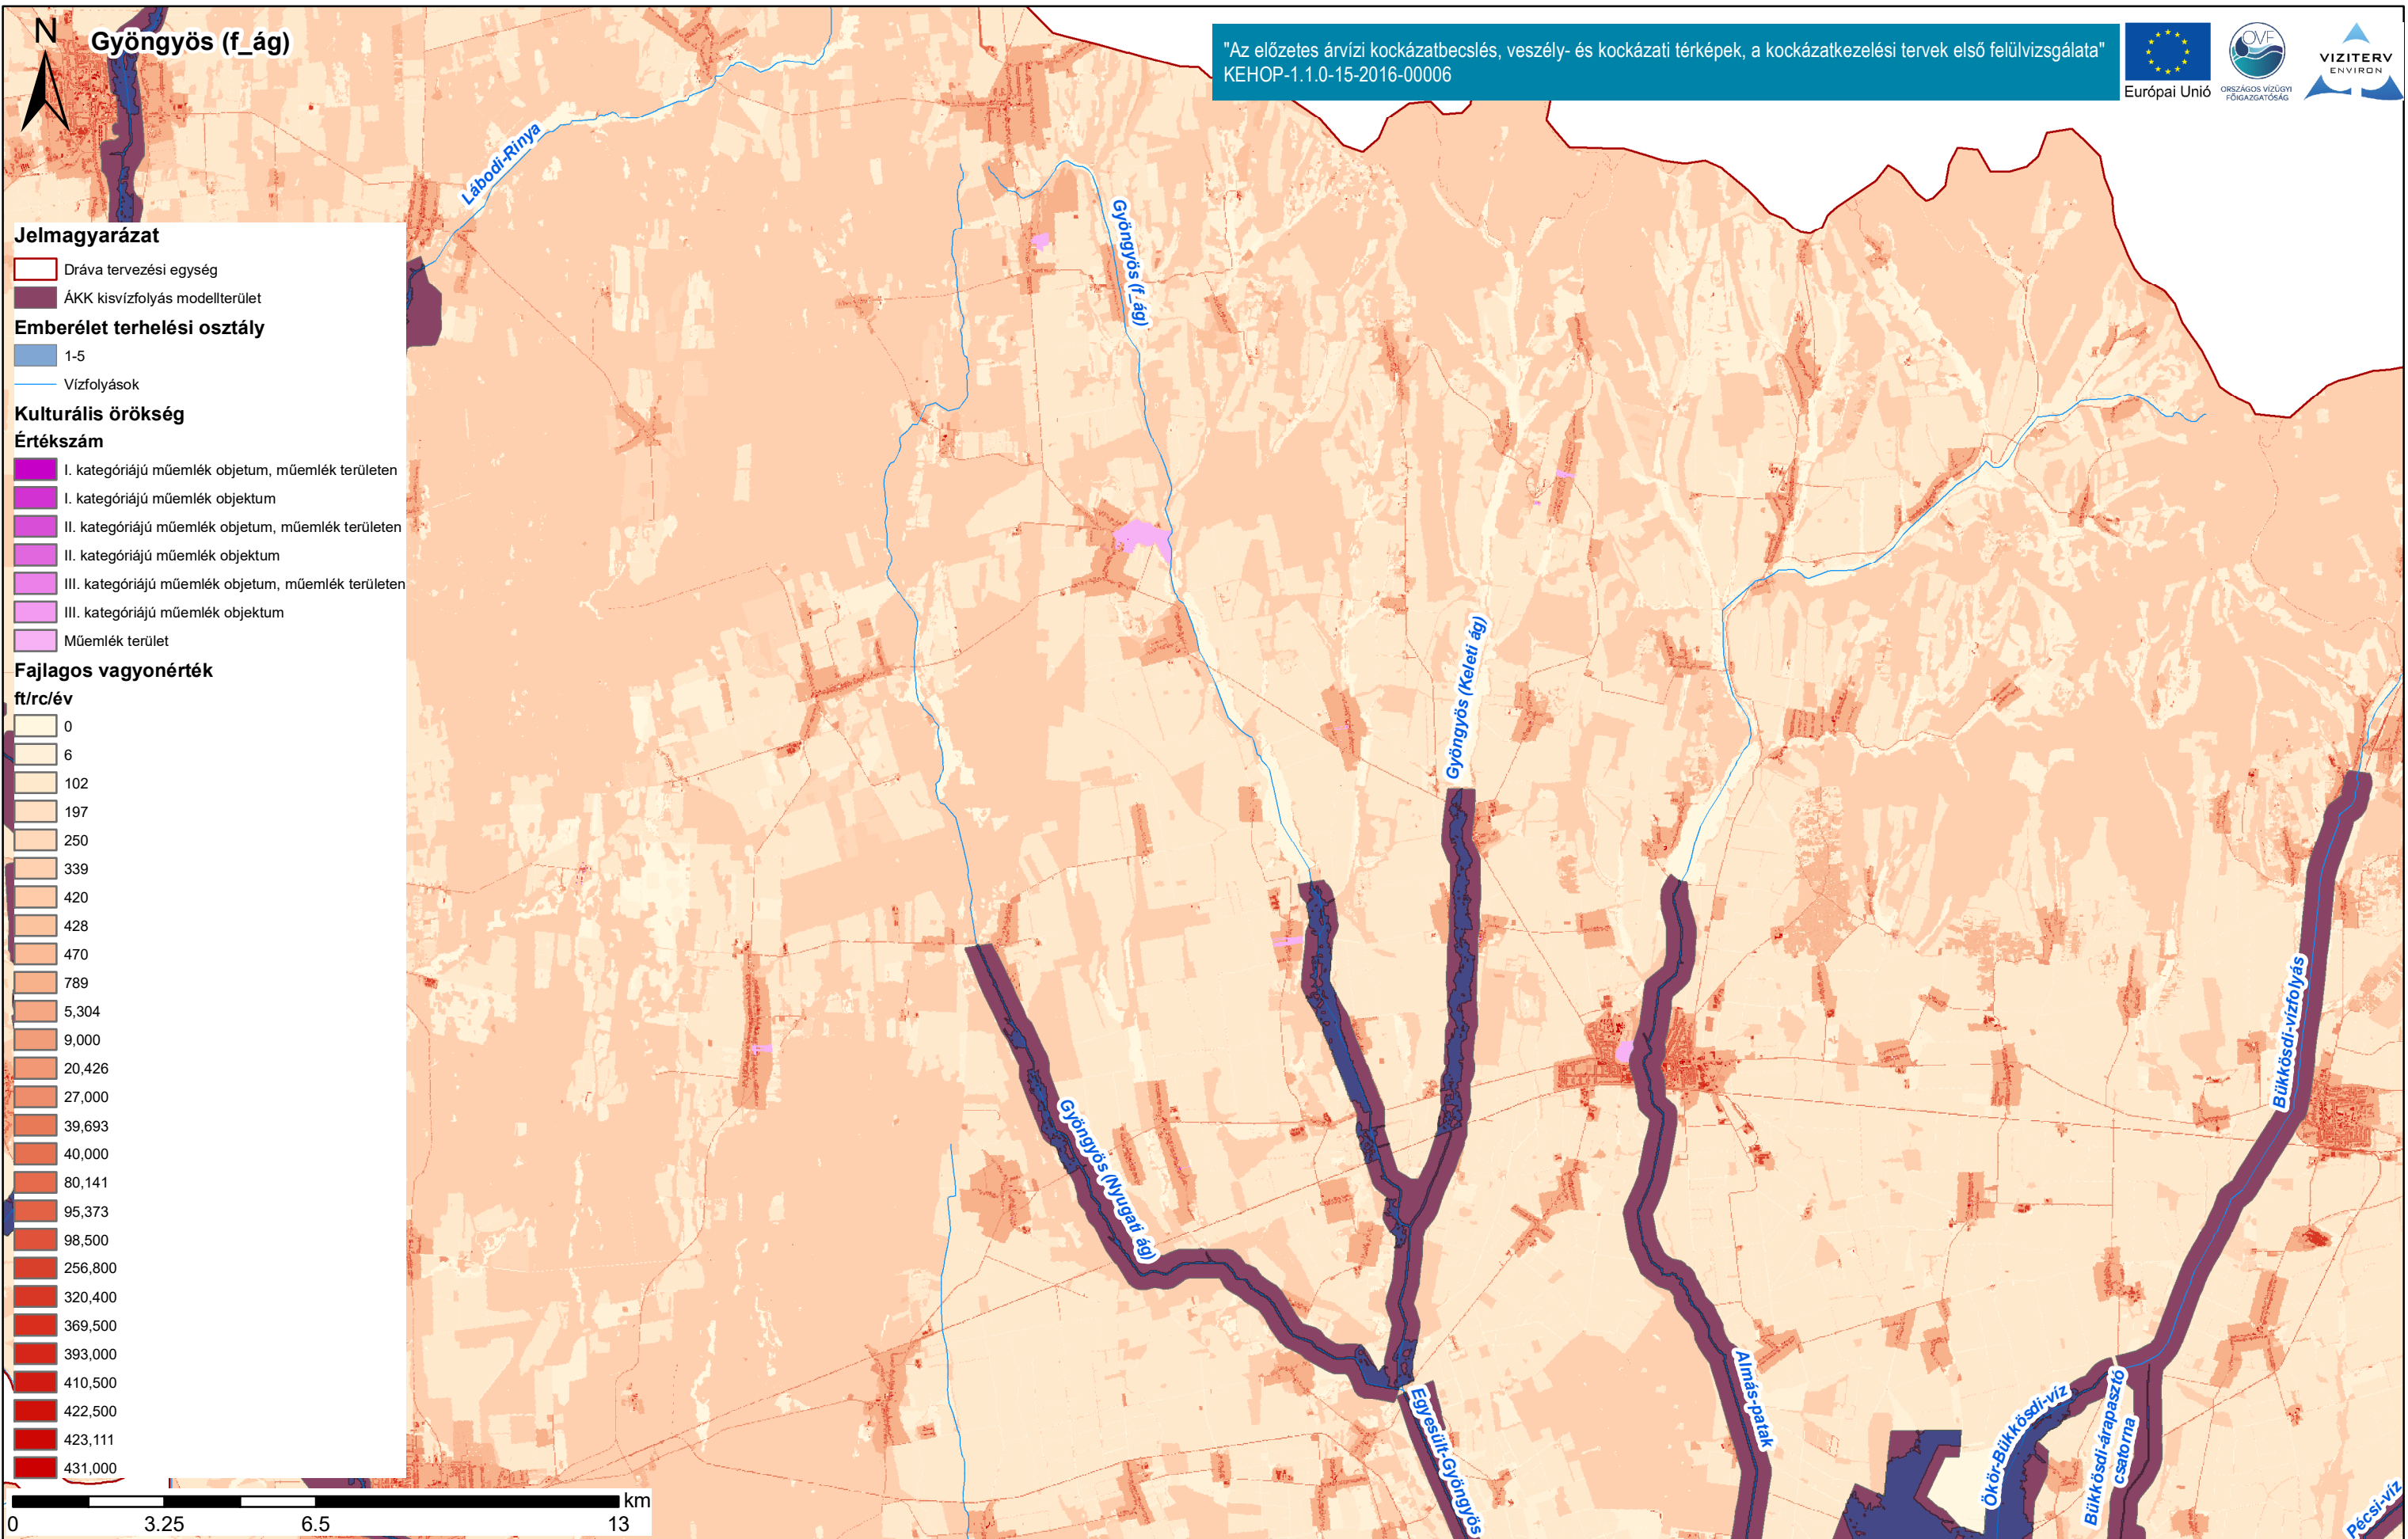 N
Gyöngyös (f_ág)
"Az előzetes árvízi kockázatbecslés, veszély- és kockázati térképek, a kockázatkezelési tervek első felülvizsgálata"
KEHOP-1.1.0-15-2016-00006
Európai Unió
OVF
ORSZÁGOS VÍZÜGYI
FŐIGAZGATÓSÁG
VIZITERV
ENVIRON
Jelmagyarázat
Dráva tervezési egység
ÁKK kisvízfolyás modellterület
Emberélet terhelési osztály
1-5
Vízfolyások
Kulturális örökség
Értékszám
I. kategóriájú műemlék objetum, műemlék területen
I. kategóriájú műemlék objektum
II. kategóriájú műemlék objetum, műemlék területen
II. kategóriájú műemlék objektum
III. kategóriájú műemlék objetum, műemlék területen
III. kategóriájú műemlék objektum
Műemlék terület
Fajlagos vagyonérték
ft/rc/év
0
6
102
197
250
339
420
428
470
789
5,304
9,000
20,426
27,000
39,693
40,000
80,141
95,373
98,500
256,800
320,400
369,500
393,000
410,500
422,500
423,111
431,000
km
0 3.25 6.5 13
Lábodi-Rinya
Gyöngyös (f_ág)
Gyöngyös (Keleti ág)
Gyöngyös (Nyugati ág)
Egyesült-Gyöngyös
Almás-patak
Bükkösdi-vízfolyás
Ökör-Bükkösdi-víz
Bükkösdi-árapasztó
csatorna
Pécsi-víz